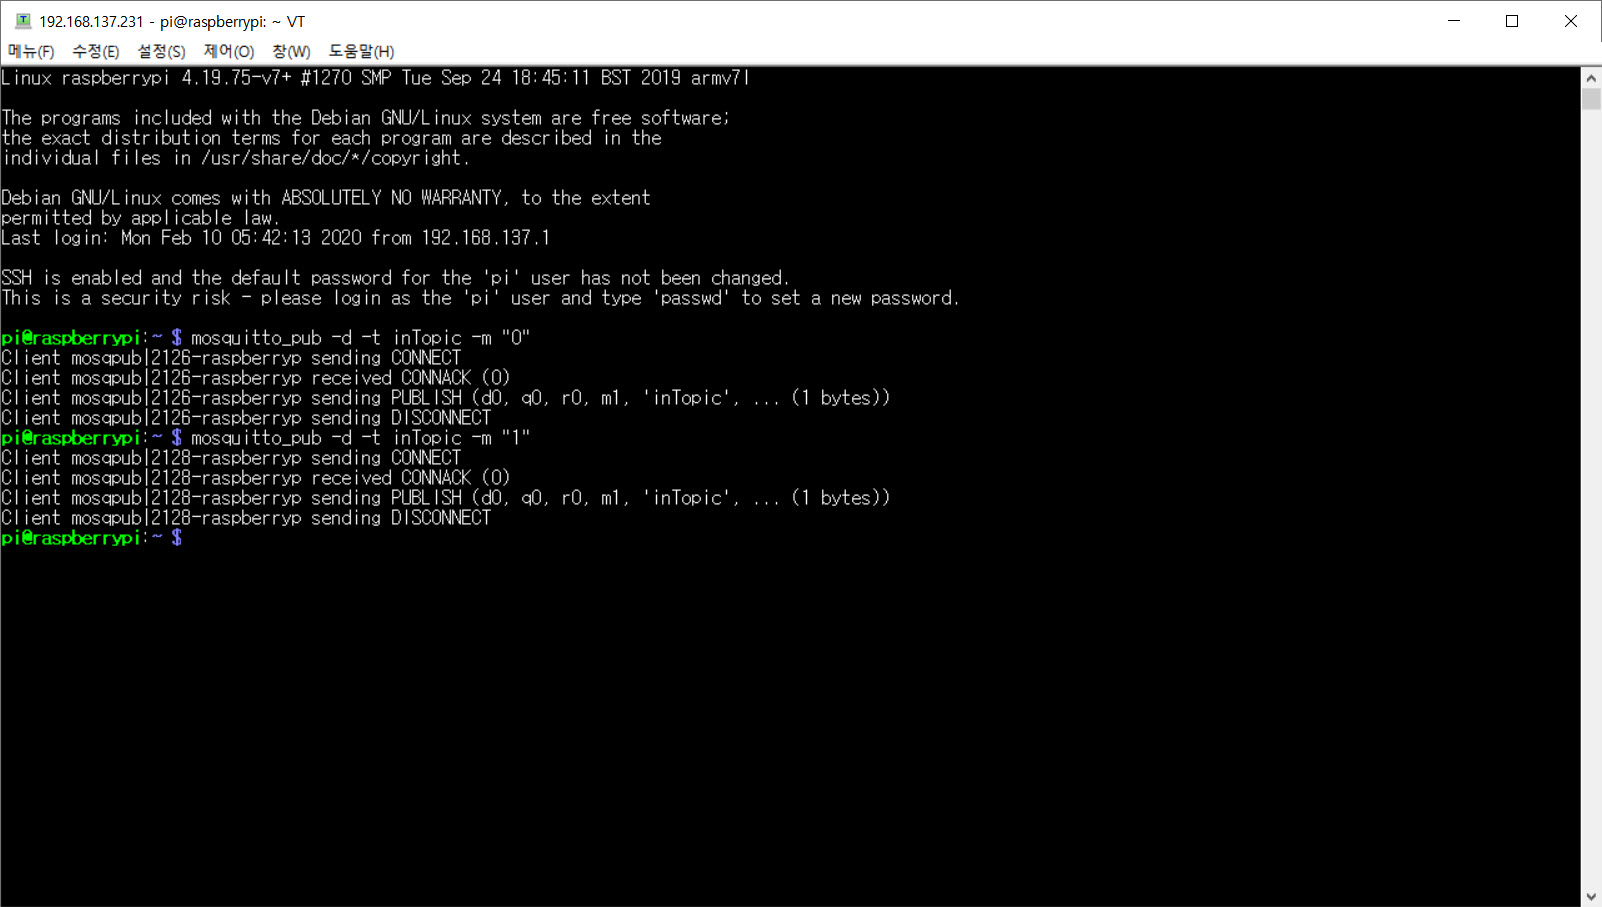 192.168.137.231 - pi@raspberrypi: ~ VT
메뉴(F) 수정(E) 설정(S) 제어(O) 창(W) 도움말(H)
Linux raspberrypi 4.19.75-v7+ #1270 SMP Tue Sep 24 18:45:11 BST 2019 armv7l
The programs included with the Debian GNU/Linux system are free software;
the exact distribution terms for each program are described in the
individual files in /usr/share/doc/*/copyright.
Debian GNU/Linux comes with ABSOLUTELY NO WARRANTY, to the extent
permitted by applicable law.
Last login: Mon Feb 10 05:42:13 2020 from 192.168.137.1
SSH is enabled and the default password for the 'pi' user has not been changed.
This is a security risk - please login as the 'pi' user and type 'passwd' to set a new password.
pi@raspberrypi:~ $ mosquitto_pub -d -t inTopic -m "0"
Client mosqpub|2126-raspberryp sending CONNECT
Client mosqpub|2126-raspberryp received CONNACK (0)
Client mosqpub|2126-raspberryp sending PUBLISH (d0, q0, r0, m1, 'inTopic', ... (1 bytes))
Client mosqpub|2126-raspberryp sending DISCONNECT
pi@raspberrypi:~ $ mosquitto_pub -d -t inTopic -m "1"
Client mosqpub|2128-raspberryp sending CONNECT
Client mosqpub|2128-raspberryp received CONNACK (0)
Client mosqpub|2128-raspberryp sending PUBLISH (d0, q0, r0, m1, 'inTopic', ... (1 bytes))
Client mosqpub|2128-raspberryp sending DISCONNECT
pi@raspberrypi:~ $